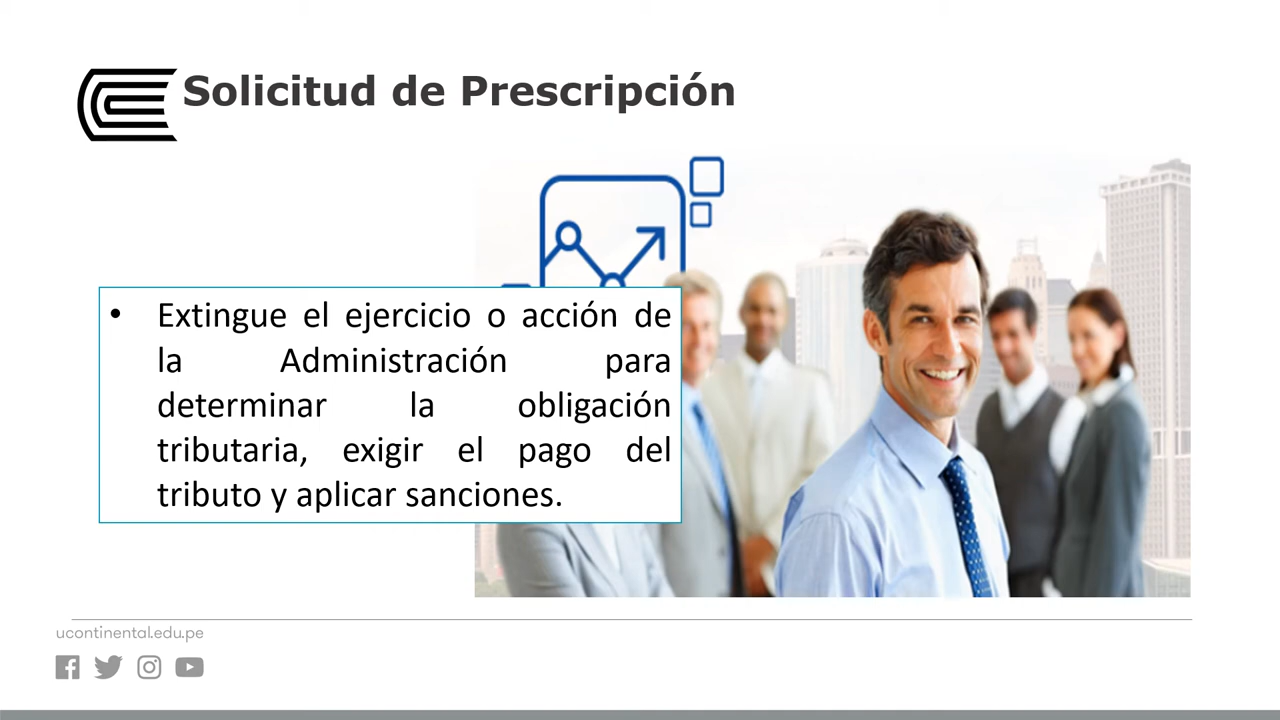 Solicitud de Prescripción
• Extingue el ejercicio o acción de
la Administración para
determinar la obligación
tributaria, exigir el pago del
tributo y aplicar sanciones.
ucontinental.edu.pe